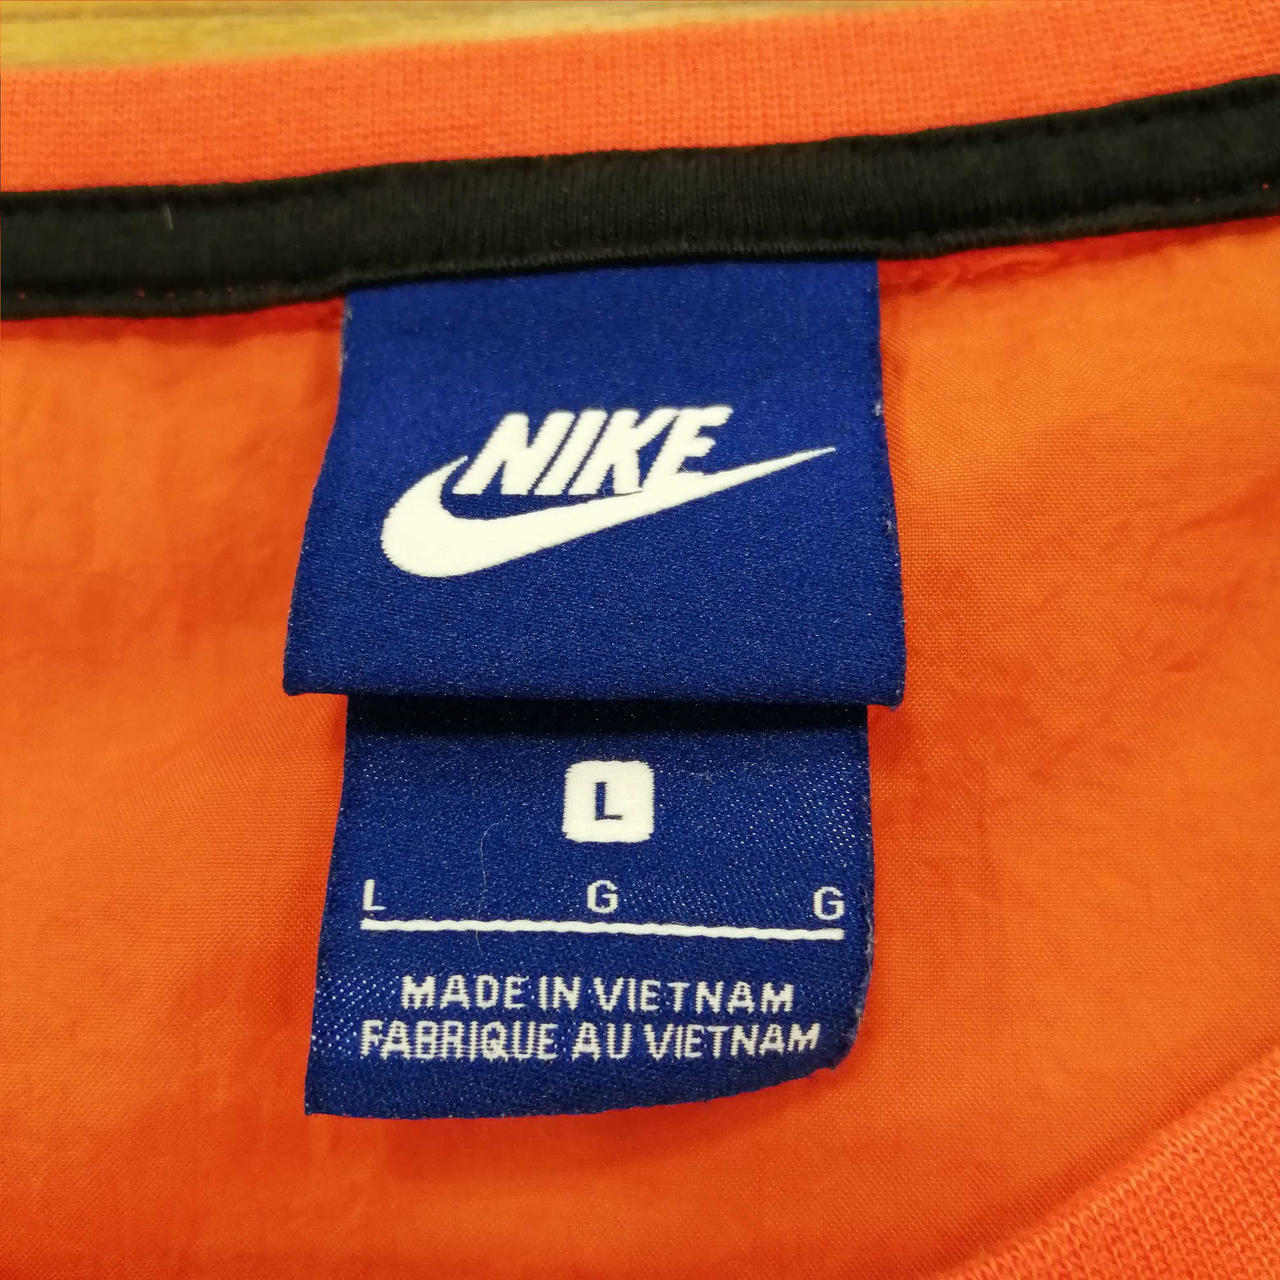 NIKE
L
L G G
MADE IN VIETNAM
FABRIQUE AU VIETNAM